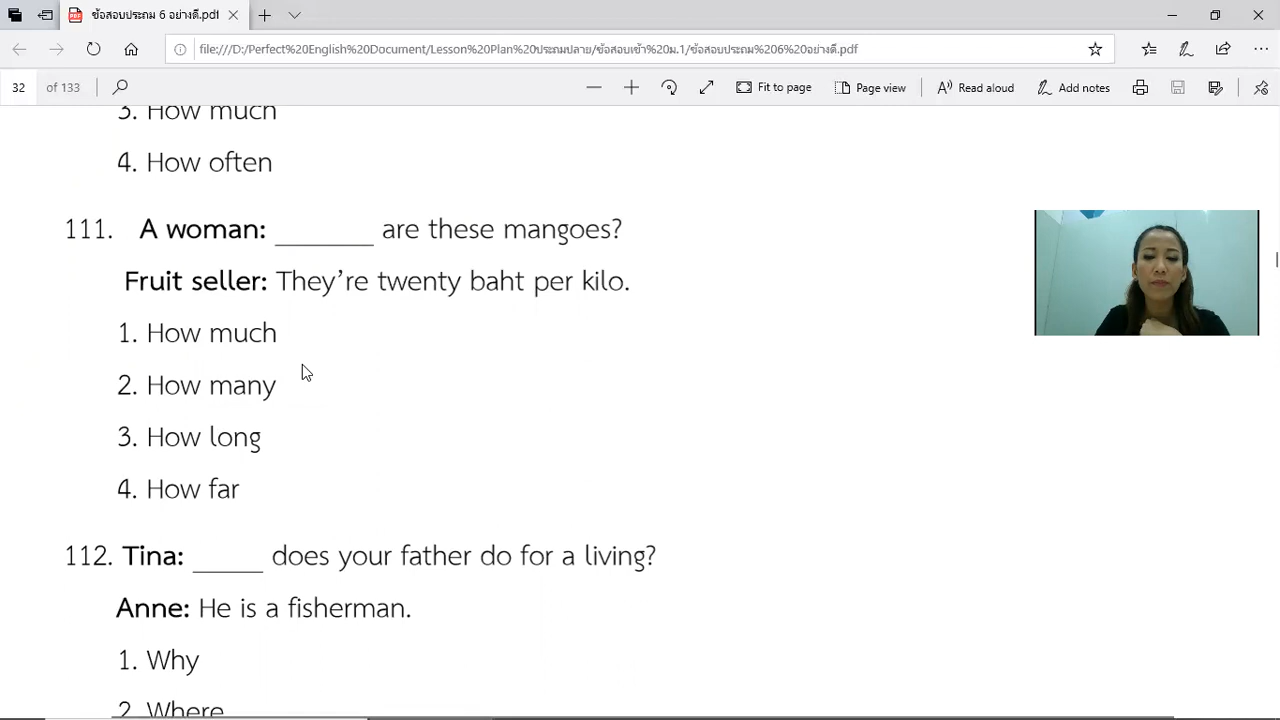 ข้อสอบประถม 6 อย่างดี.pdf
file:///D:/Perfect%20English%20Document/Lesson%20Plan%20ประถมปลาย/ข้อสอบเข้า%20ม.1/ข้อสอบประถม%206%20อย่างดี.pdf
32 of 133 Fit to page Page view Read aloud Add notes
3. How much
4. How often
111. A woman: ________ are these mangoes?
Fruit seller: They're twenty baht per kilo.
1. How much
2. How many
3. How long
4. How far
112. Tina: ______ does your father do for a living?
Anne: He is a fisherman.
1. Why
2. Where